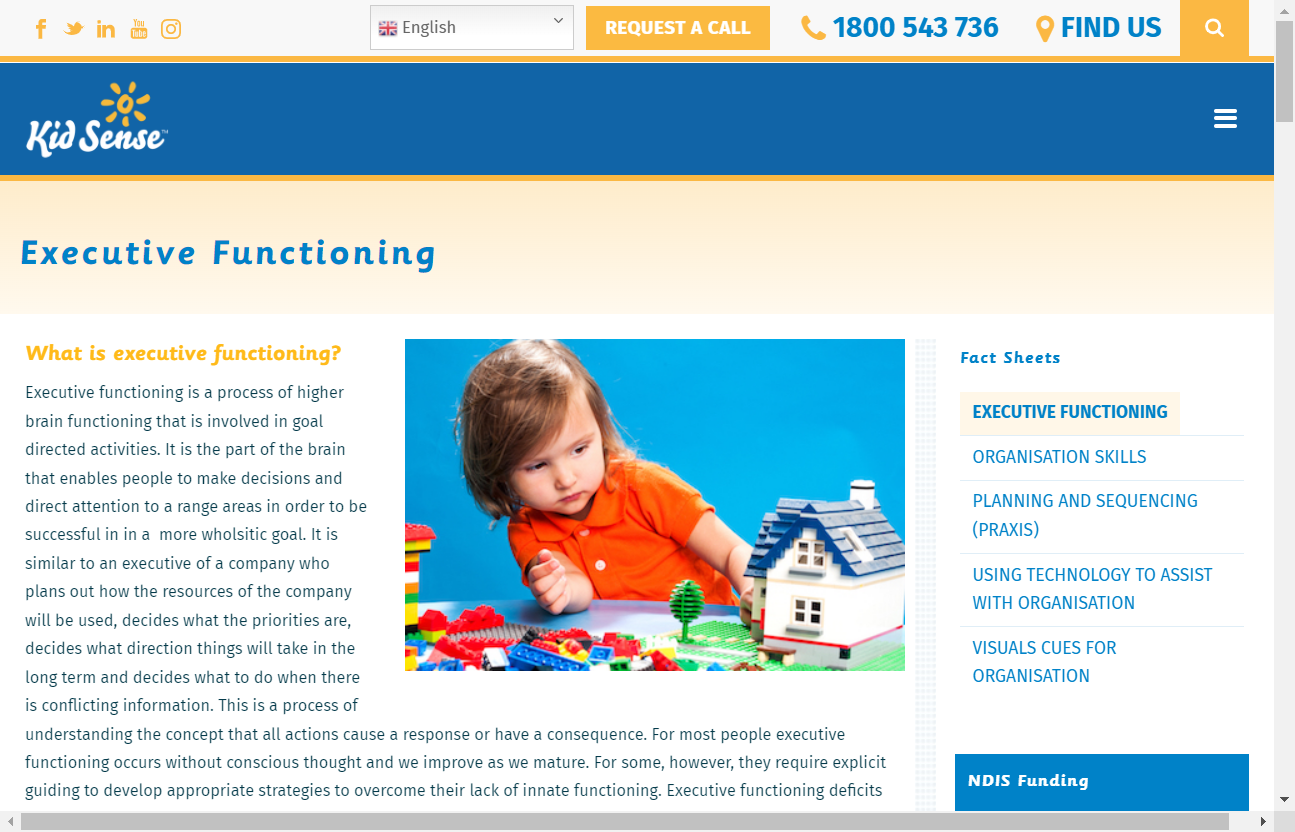 English
REQUEST A CALL
1800 543 736
FIND US
You
Tube
Kid Sense™
Executive Functioning
What is executive functioning?
Executive functioning is a process of higher
brain functioning that is involved in goal
directed activities. It is the part of the brain
that enables people to make decisions and
direct attention to a range areas in order to be
successful in in a  more wholsitic goal. It is
similar to an executive of a company who
plans out how the resources of the company
will be used, decides what the priorities are,
decides what direction things will take in the
long term and decides what to do when there
is conflicting information. This is a process of
understanding the concept that all actions cause a response or have a consequence. For most people executive
functioning occurs without conscious thought and we improve as we mature. For some, however, they require explicit
guiding to develop appropriate strategies to overcome their lack of innate functioning. Executive functioning deficits
Fact Sheets
EXECUTIVE FUNCTIONING
ORGANISATION SKILLS
PLANNING AND SEQUENCING
(PRAXIS)
USING TECHNOLOGY TO ASSIST
WITH ORGANISATION
VISUALS CUES FOR
ORGANISATION
NDIS Funding